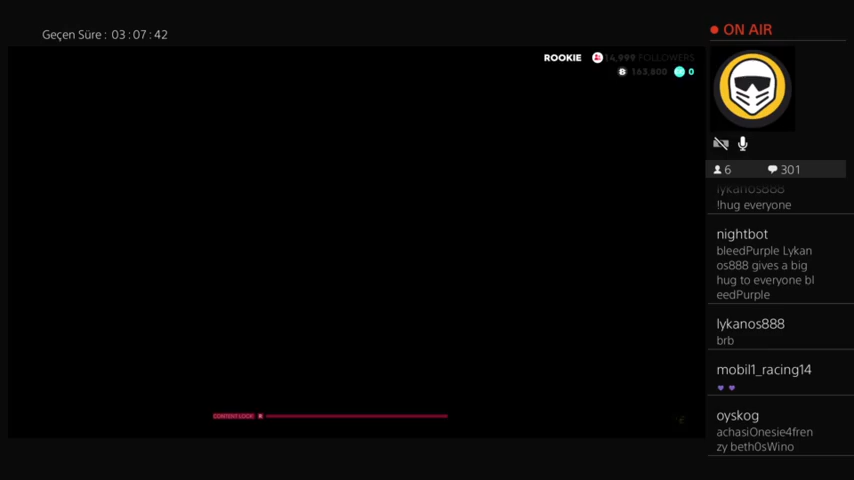 Geçen Süre : 03:07:42
ON AIR
ROOKIE 14,999 FOLLOWERS
163,800 0
6 301
lykanos888
!hug everyone
nightbot
bleedPurple Lykan
os888 gives a big
hug to everyone bl
eedPurple
lykanos888
brb
mobil1_racing14
oyskog
achasiOnesie4fren
zy beth0sWino
CONTENT LOCK